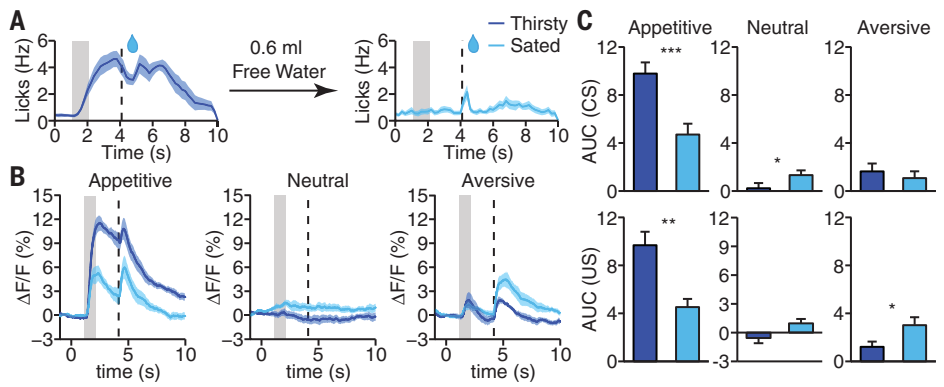 A
6
4
2
0
Licks (Hz)
0 2 4 6 8 10
Time (s)
0.6 ml
Free Water
6
4
2
0
Licks (Hz)
0 2 4 6 8 10
Time (s)
Thirsty
Sated
B
Appetitive
Neutral
Aversive
15
12
9
6
3
0
−3
ΔF/F (%)
0 5 10
time (s)
15
12
9
6
3
0
−3
ΔF/F (%)
0 5 10
time (s)
15
12
9
6
3
0
−3
ΔF/F (%)
0 5 10
time (s)
C
Appetitive
Neutral
Aversive
AUC (CS)
12
8
4
0
***
12
8
4
0
*
12
8
4
0
AUC (US)
12
8
4
0
**
12
9
6
3
0
-3
12
8
4
0
*